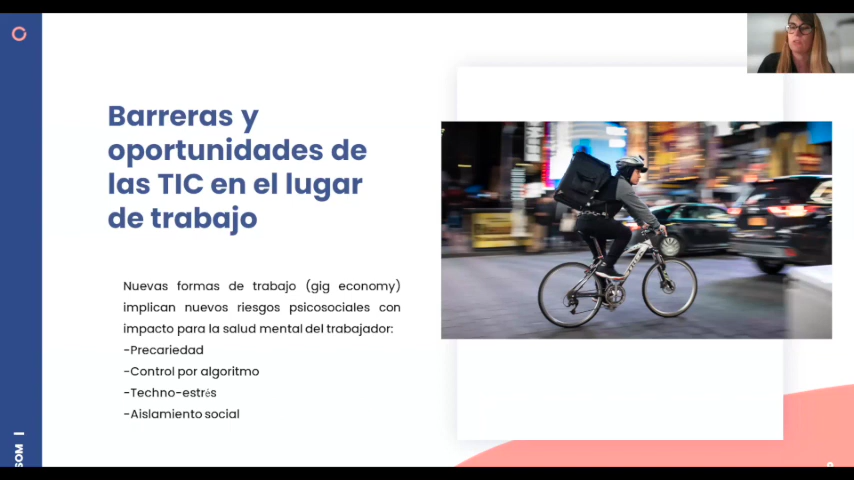 Barreras y
oportunidades de
las TIC en el lugar
de trabajo
Nuevas formas de trabajo (gig economy)
implican nuevos riesgos psicosociales con
impacto para la salud mental del trabajador:
-Precariedad
-Control por algoritmo
-Techno-estrés
-Aislamiento social
SOM